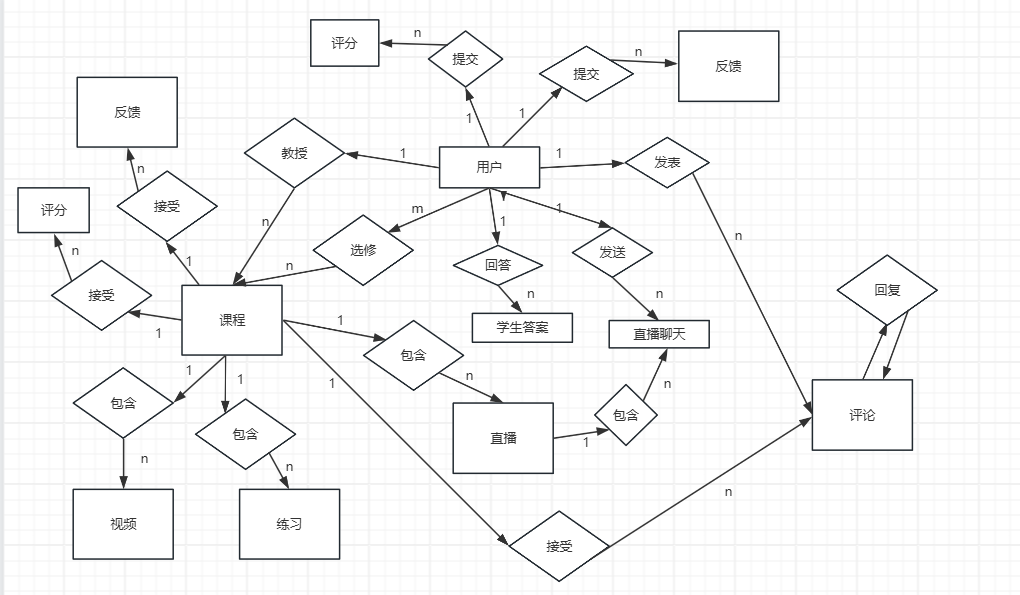 评分
n
提交
提交
n
反馈
反馈
1
1
教授
1
用户
1
发表
n
评分
接受
n
m
选修
1
回答
1
发送
n
n
接受
1
n
n
n
回复
1
课程
1
包含
学生答案
直播聊天
1
包含
1
1
n
n
1
包含
直播
1
包含
评论
包含
n
n
n
视频
练习
接受